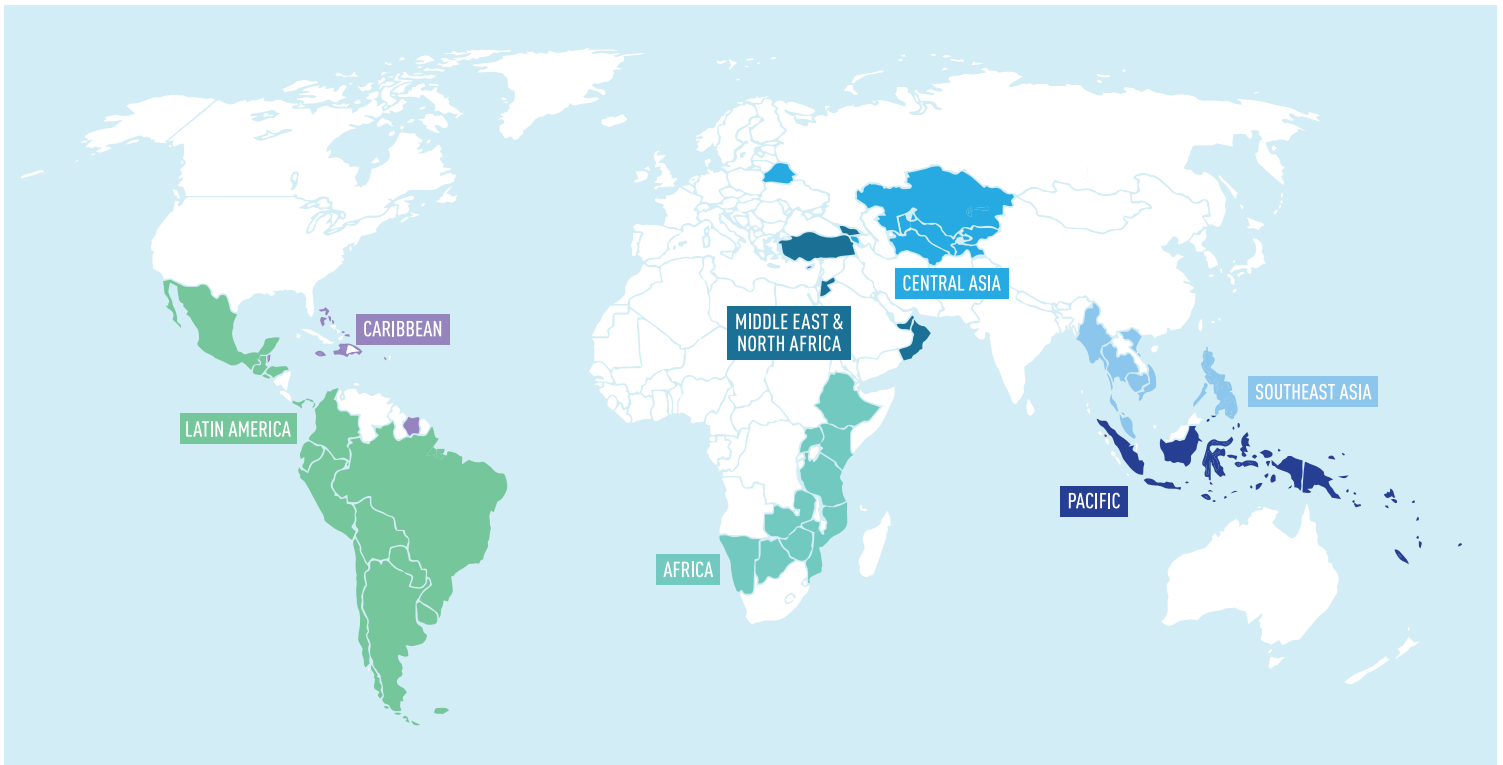 CENTRAL ASIA
MIDDLE EAST &
NORTH AFRICA
CARIBBEAN
SOUTHEAST ASIA
LATIN AMERICA
PACIFIC
AFRICA